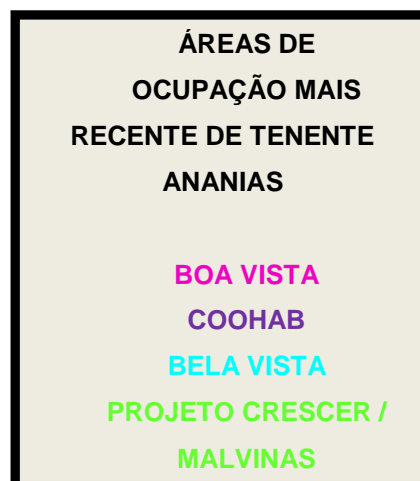 ÁREAS DE
OCUPAÇÃO MAIS
RECENTE DE TENENTE
ANANIAS
BOA VISTA
COOHAB
BELA VISTA
PROJETO CRESCER /
MALVINAS